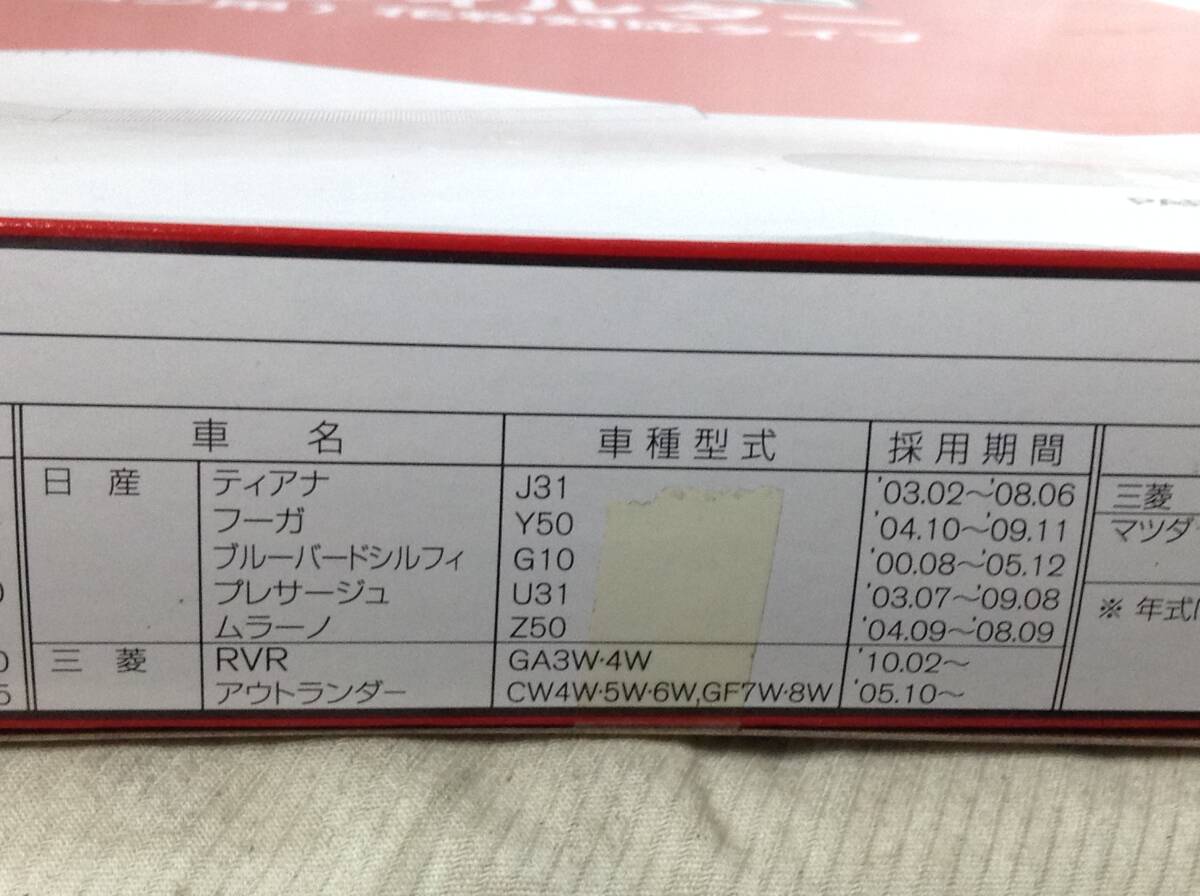 車 名 車種型式 採用期間
日 産 ティアナ J31 '03.02〜'08.06 三菱
フーガ Y50 '04.10〜'09.11 マツダ
ブルーバードシルフィ G10 '00.08〜'05.12
プレサージュ U31 '03.07〜'09.08 ※ 年式
ムラーノ Z50 '04.09〜'08.09
三 菱 RVR GA3W・4W '10.02〜
アウトランダー CW4W・5W・6W,GF7W・8W '05.10〜